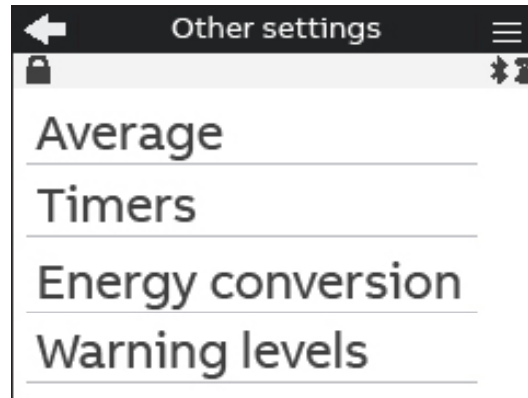 Other settings
Average
Timers
Energy conversion
Warning levels